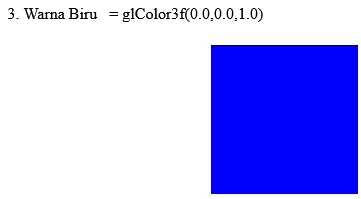 3. Warna Biru = glColor3f(0.0,0.0,1.0)